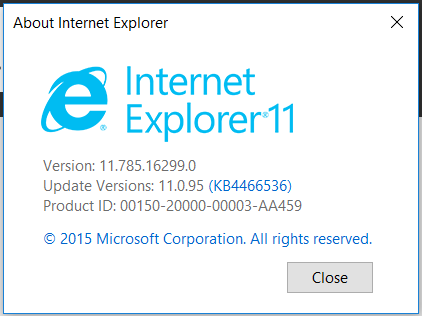 About Internet Explorer
Internet
Explorer®11
Version: 11.785.16299.0
Update Versions: 11.0.95 (KB4466536)
Product ID: 00150-20000-00003-AA459
© 2015 Microsoft Corporation. All rights reserved.
Close